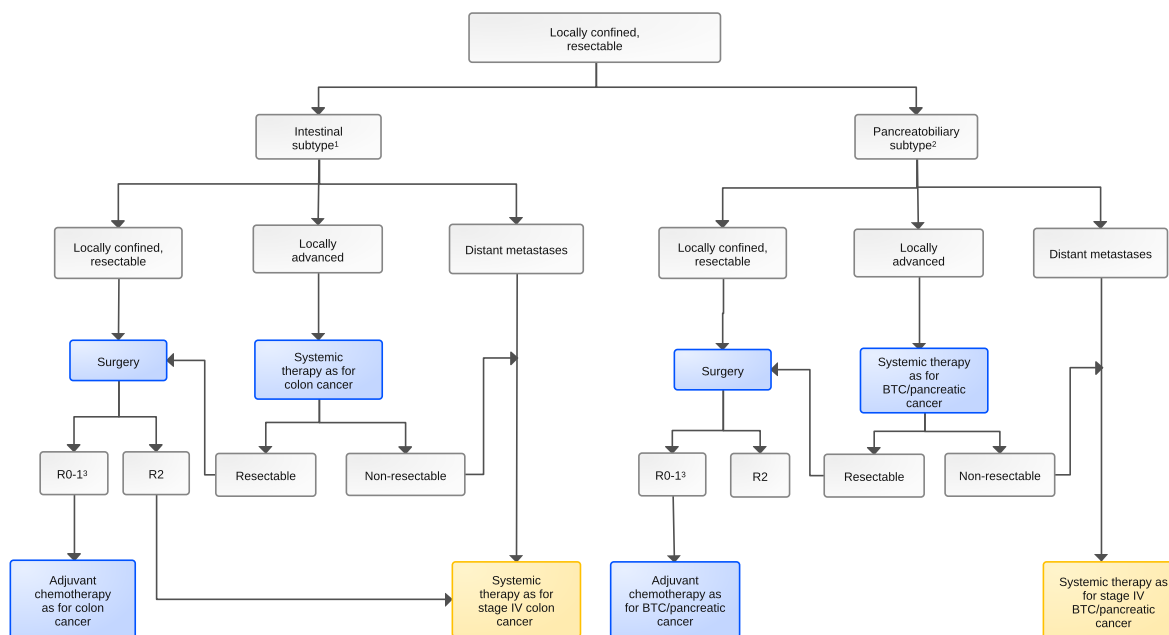 Locally confined,
resectable
Intestinal
subtype¹
Pancreatobiliary
subtype²
Locally confined,
resectable
Locally
advanced
Distant metastases
Locally confined,
resectable
Locally
advanced
Distant metastases
Surgery
Systemic
therapy as for
colon cancer
Surgery
Systemic therapy
as for
BTC/pancreatic
cancer
R0-1³
R2
Resectable
Non-resectable
R0-1³
R2
Resectable
Non-resectable
Adjuvant
chemotherapy
as for colon
cancer
Systemic
therapy as for
stage IV colon
cancer
Adjuvant
chemotherapy as
for BTC/pancreatic
cancer
Systemic therapy as
for stage IV
BTC/pancreatic
cancer